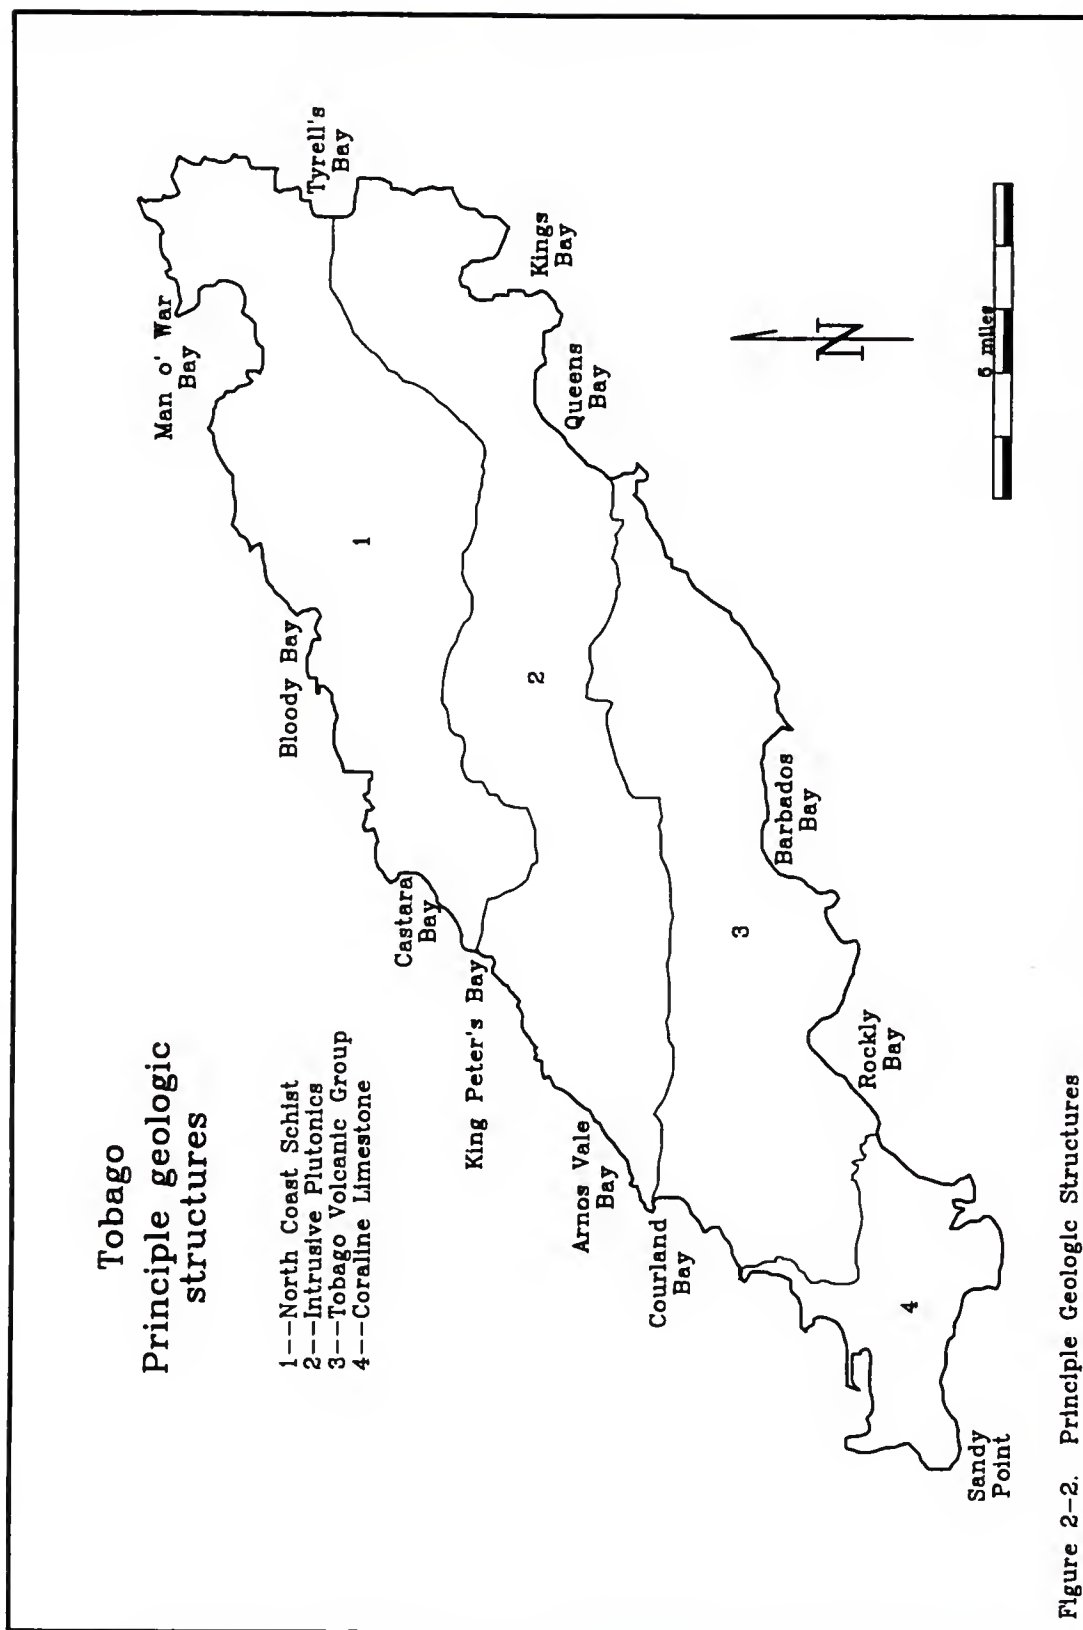 Tobago
Principle geologic
structures
1--North Coast Schist
2--Intrusive Plutonics
3--Tobago Volcanic Group
4--Coraline Limestone
Man o' War
Bay
Tyrell's
Bay
Bloody Bay
1
Castara
Bay
King Peter's Bay
Kings
Bay
2
Queens
Bay
Arnos Vale
Bay
Courland
Bay
3
Barbados
Bay
Rockly
Bay
4
Sandy
Point
N
5 miles
Figure 2-2. Principle Geologic Structures